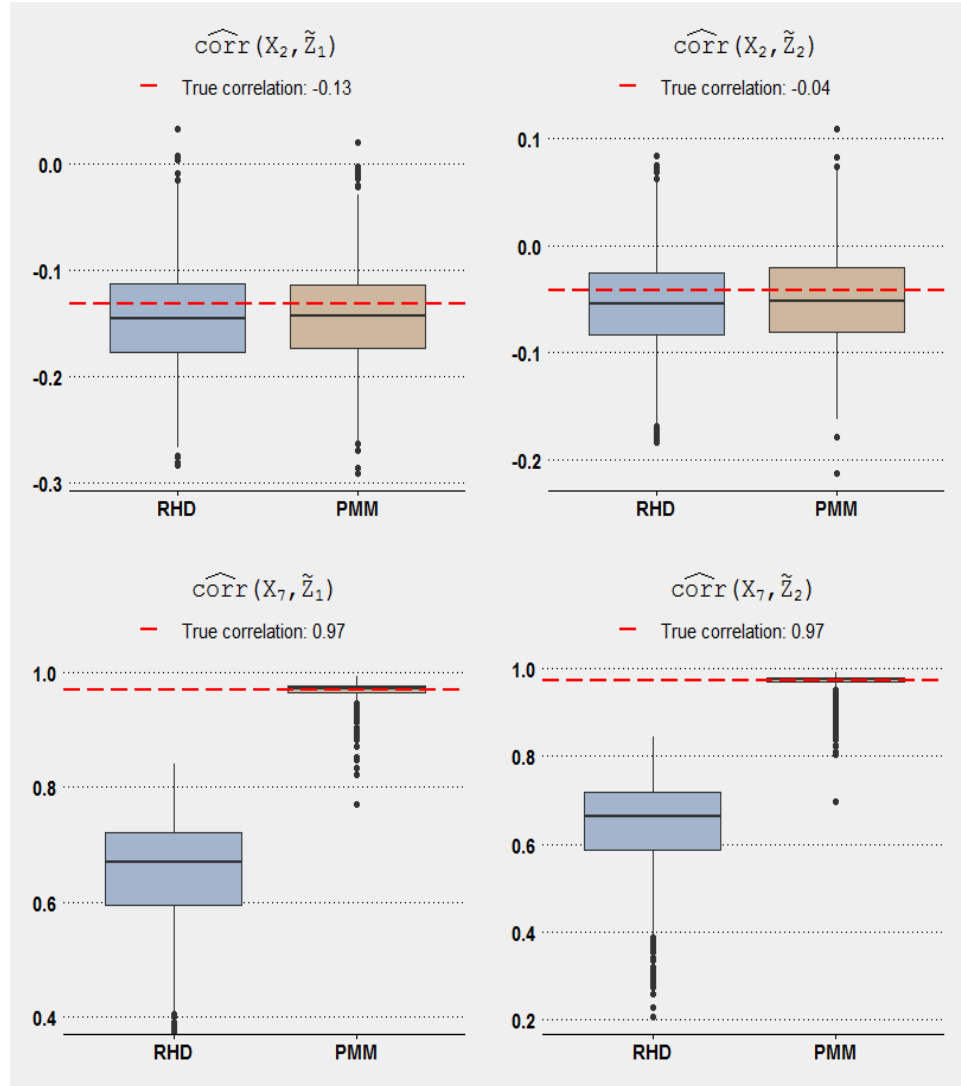 corr(X₂, Z̃₁)
True correlation: -0.13
0.0
-0.1
-0.2
-0.3
RHD PMM
corr(X₂, Z̃₂)
True correlation: -0.04
0.1
0.0
-0.1
-0.2
RHD PMM
corr(X₇, Z̃₁)
True correlation: 0.97
1.0
0.8
0.6
0.4
RHD PMM
corr(X₇, Z̃₂)
True correlation: 0.97
1.0
0.8
0.6
0.4
0.2
RHD PMM